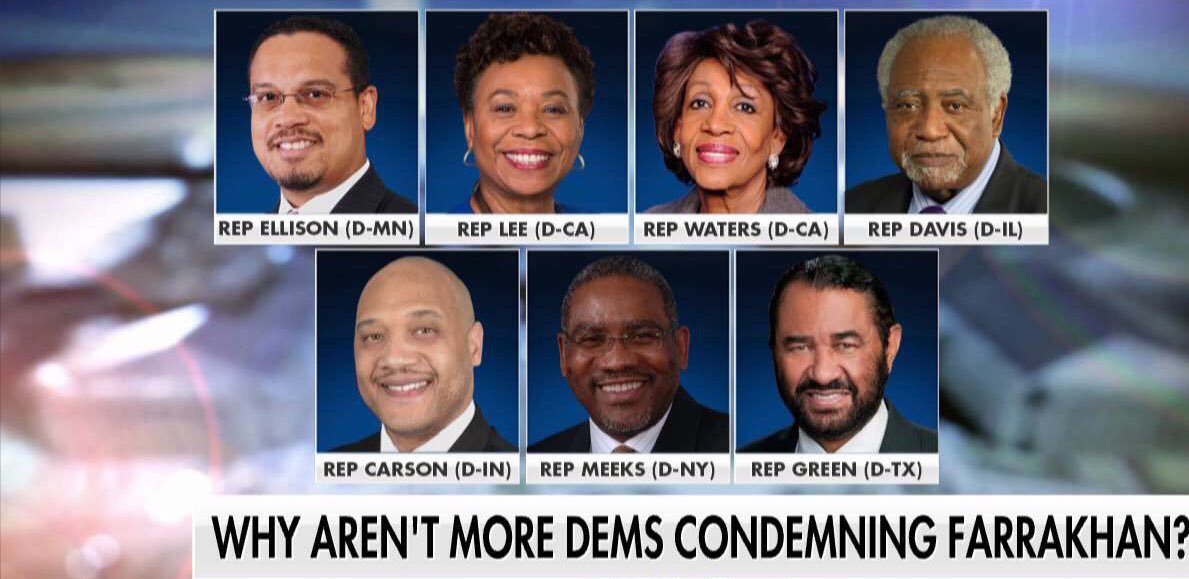 REP ELLISON (D-MN)
REP LEE (D-CA)
REP WATERS (D-CA)
REP DAVIS (D-IL)
REP CARSON (D-IN)
REP MEEKS (D-NY)
REP GREEN (D-TX)
WHY AREN'T MORE DEMS CONDEMNING FARRAKHAN?